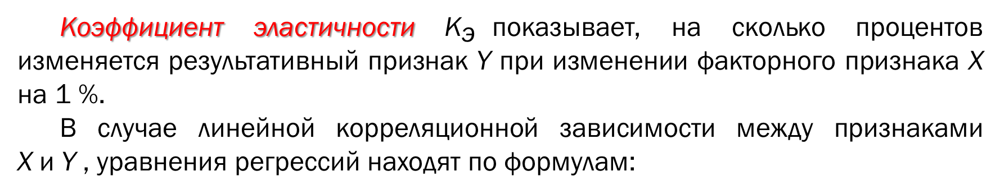 Коэффициент эластичности Kэ показывает, на сколько процентов
изменяется результативный признак Y при изменении факторного признака X
на 1 %.
В случае линейной корреляционной зависимости между признаками
X и Y , уравнения регрессий находят по формулам: